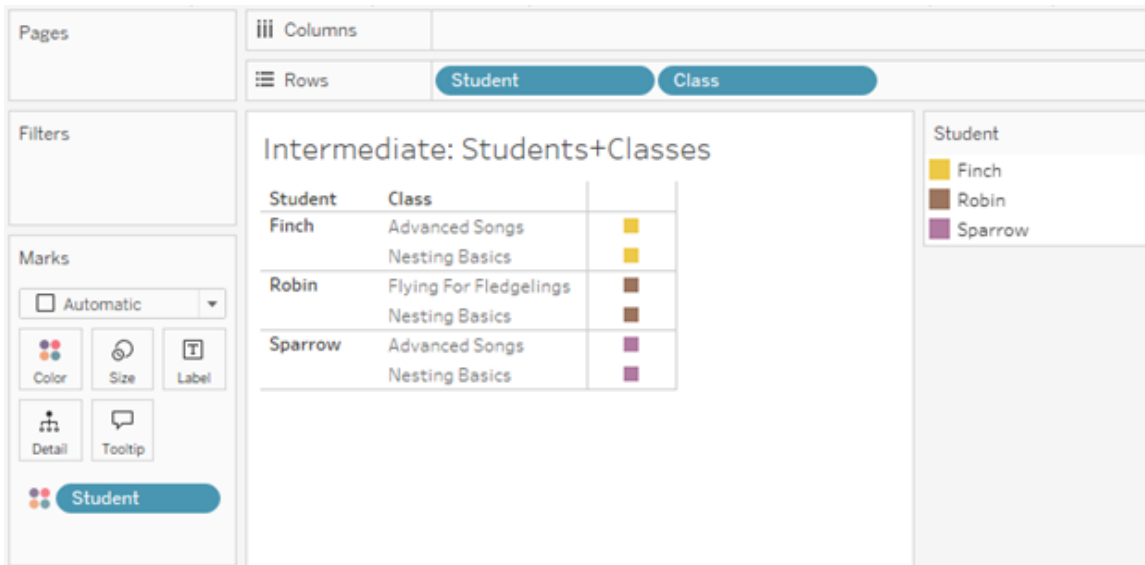 Pages
Columns
Rows Student Class
Filters
Intermediate: Students+Classes
Student Class
Finch Advanced Songs
Nesting Basics
Robin Flying For Fledgelings
Nesting Basics
Sparrow Advanced Songs
Nesting Basics
Student
Finch
Robin
Sparrow
Marks
Automatic
Color Size Label
T
Detail Tooltip
Student